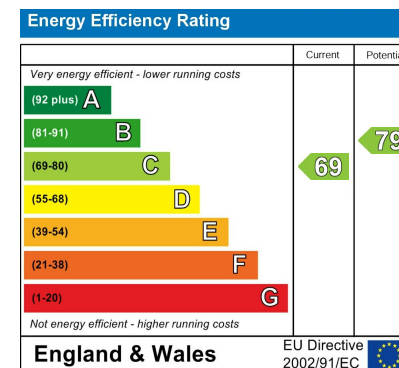 Energy Efficiency Rating
Current Potentia
Very energy efficient - lower running costs
(92 plus) A
(81-91) B
79
(69-80) C
69
(55-68) D
(39-54) E
(21-38) F
(1-20) G
Not energy efficient - higher running costs
England & Wales
EU Directive
2002/91/EC